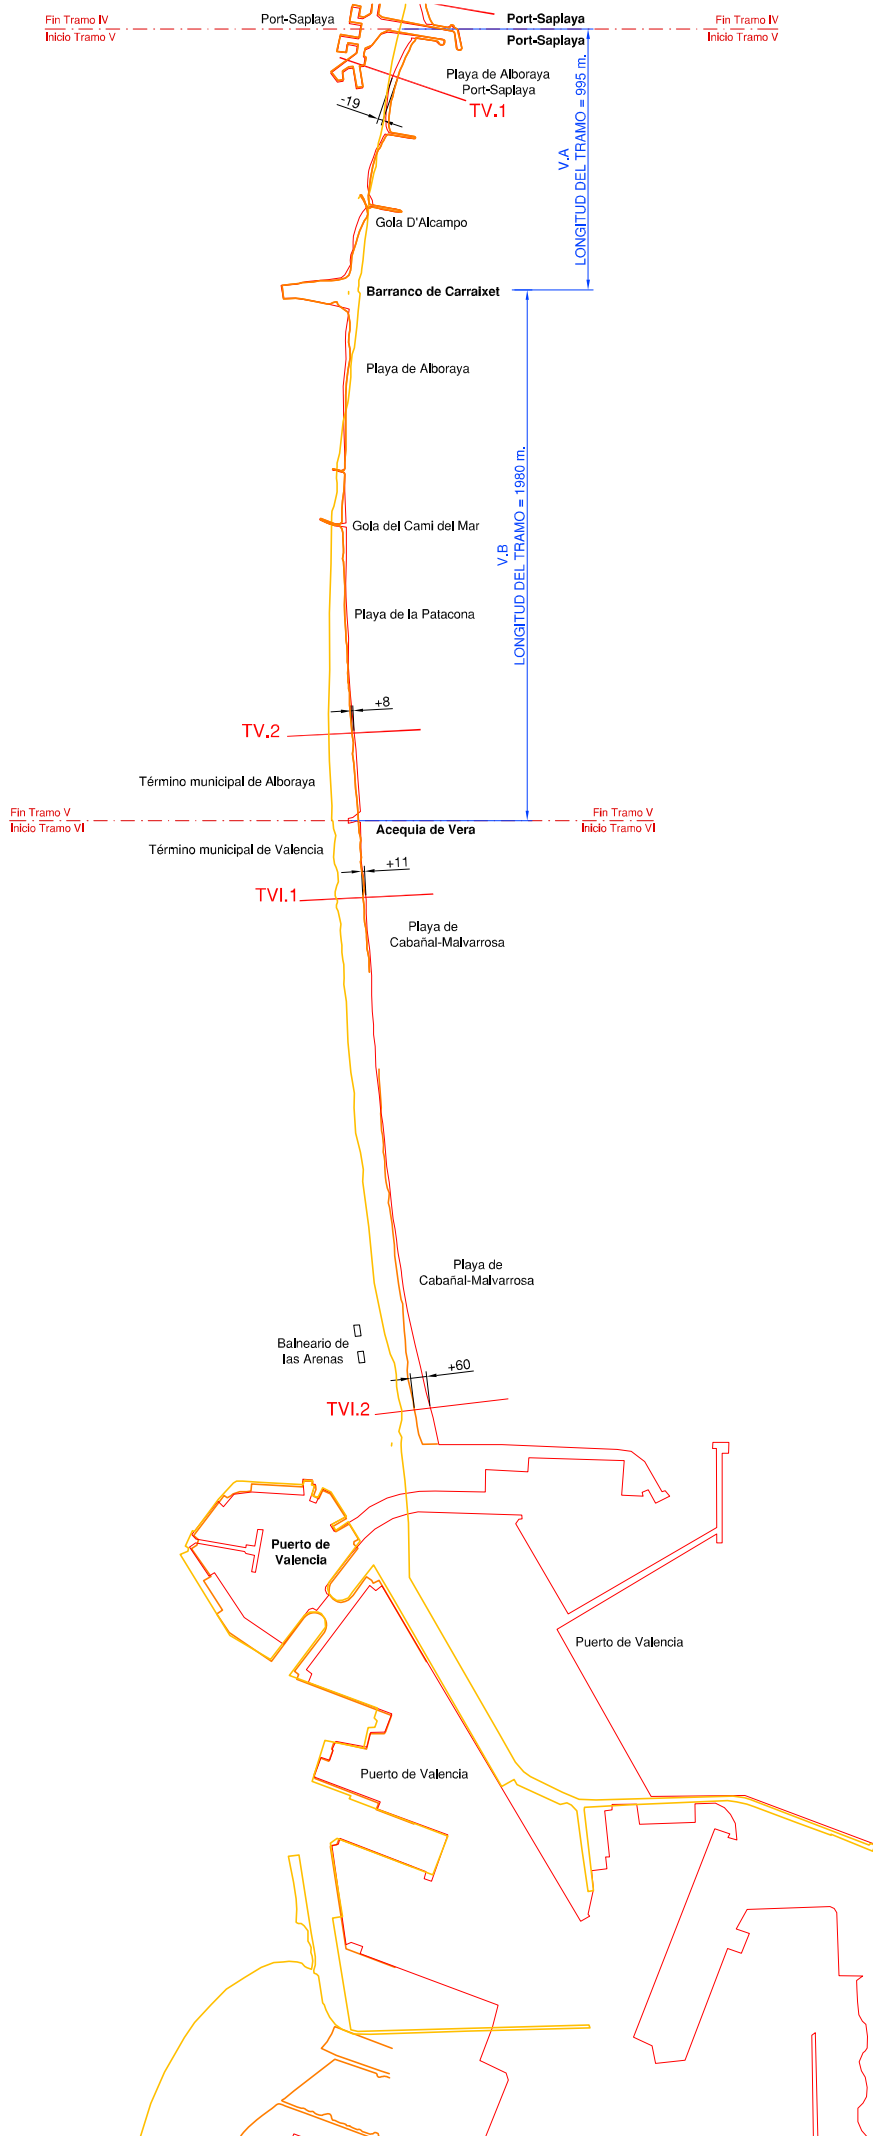 Fin Tramo IV
Inicio Tramo V
Port-Saplaya
Port-Saplaya
Port-Saplaya
Fin Tramo IV
Inicio Tramo V
Playa de Alboraya
Port-Saplaya
TV.1
-19
V.A
LONGITUD DEL TRAMO = 995 m.
Gola D'Alcampo
Barranco de Carraixet
Playa de Alboraya
V.B
LONGITUD DEL TRAMO = 1980 m.
Gola del Cami del Mar
Playa de la Patacona
+8
TV.2
Término municipal de Alboraya
Fin Tramo V
Inicio Tramo VI
Acequia de Vera
Fin Tramo V
Inicio Tramo VI
Término municipal de Valencia
+11
TVI.1
Playa de
Cabañal-Malvarrosa
Playa de
Cabañal-Malvarrosa
Balneario de
las Arenas
+60
TVI.2
Puerto de
Valencia
Puerto de Valencia
Puerto de Valencia